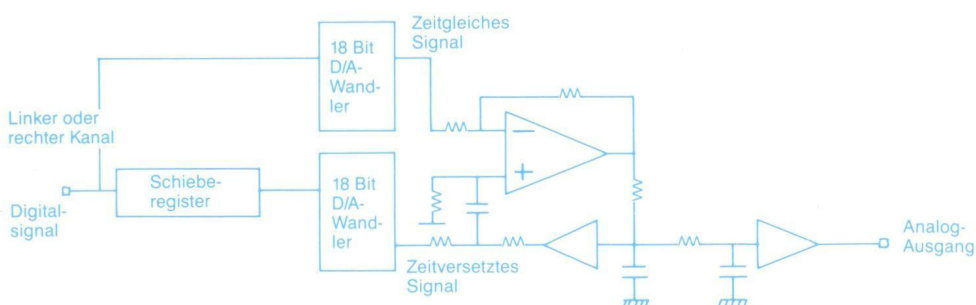 Zeitgleiches
Signal
18 Bit
D/A-
Wand-
ler
Linker oder
rechter Kanal
Schiebe-
register
18 Bit
D/A-
Wand-
ler
Digital-
signal
Zeitversetztes
Signal
Analog-
Ausgang
−
+